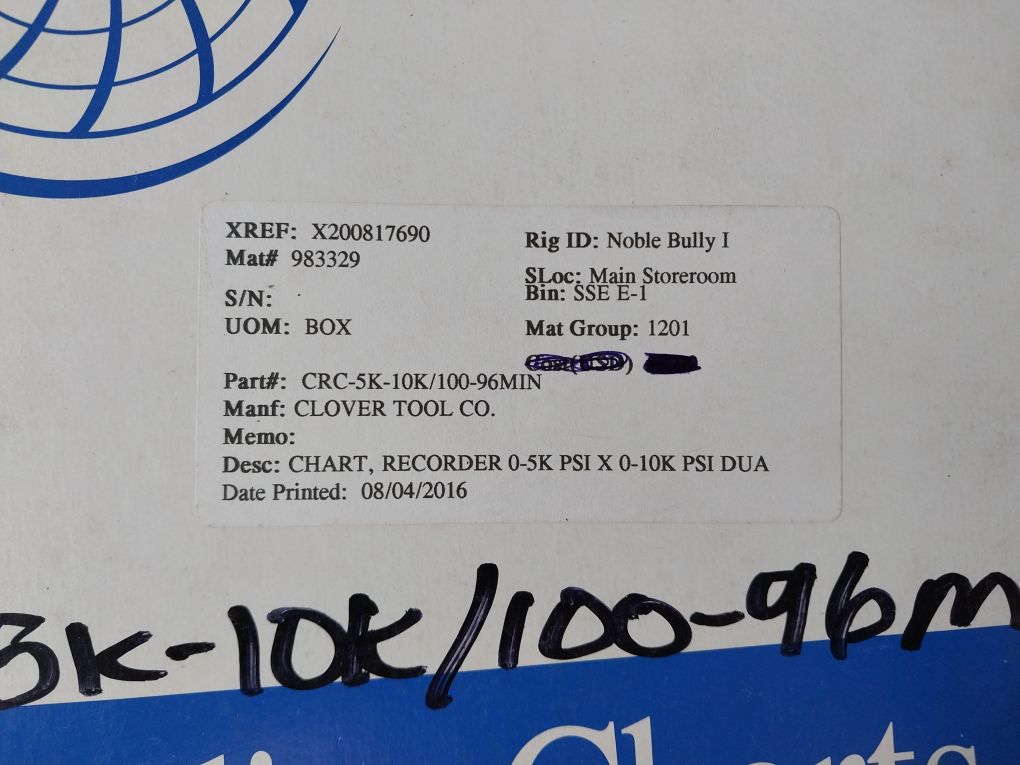 XREF: X200817690
Mat# 983329
S/N:
UOM: BOX
Rig ID: Noble Bully I
SLoc: Main Storeroom
Bin: SSE E-1
Mat Group: 1201
Part#: CRC-5K-10K/100-96MIN
Manf: CLOVER TOOL CO.
Memo:
Desc: CHART, RECORDER 0-5K PSI X 0-10K PSI DUA
Date Printed: 08/04/2016
K-10K/100-96M
Charts